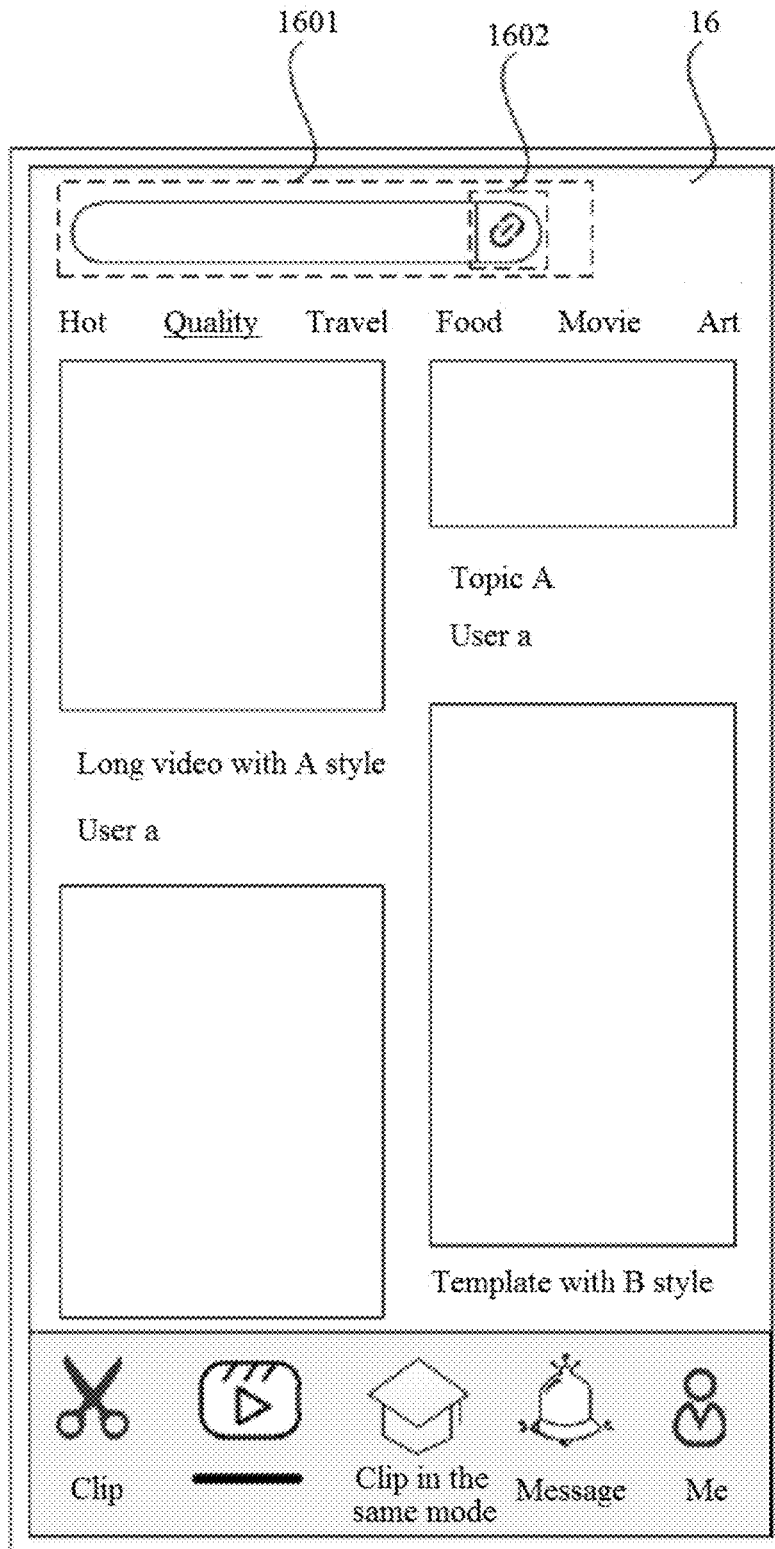 1601
1602
16
Hot Quality Travel Food Movie Art
Topic A
User a
Long video with A style
User a
Template with B style
Clip
Clip in the
same mode
Message
Me